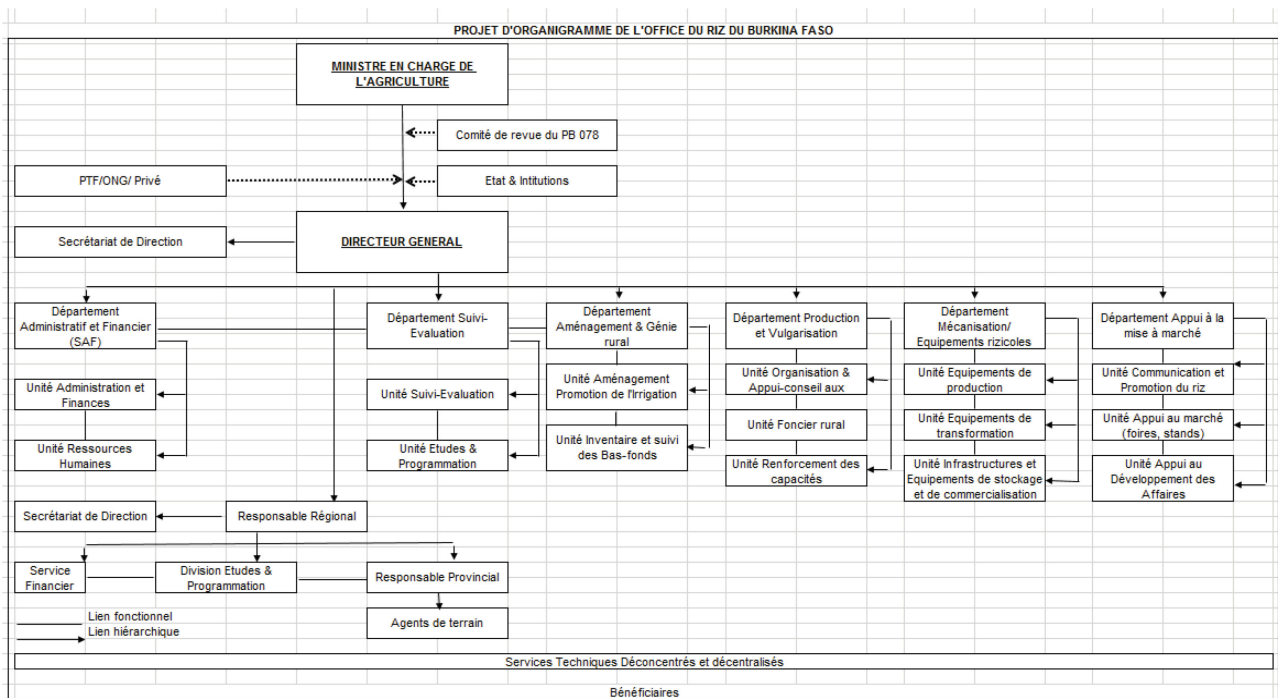 PROJET D'ORGANIGRAMME DE L'OFFICE DU RIZ DU BURKINA FASO
MINISTRE EN CHARGE DE
L'AGRICULTURE
Comité de revue du PB 078
PTF/ONG/ Privé
Etat & Intitutions
Secrétariat de Direction
DIRECTEUR GENERAL
Département
Administratif et Financier
(SAF)
Département Suivi-
Evaluation
Département
Aménagement & Génie
rural
Département Production
et Vulgarisation
Département
Mécanisation/
Equipements rizicoles
Département Appui à la
mise à marché
Unité Administration et
Finances
Unité Suivi-Evaluation
Unité Aménagement
Promotion de l'Irrigation
Unité Organisation &
Appui-conseil aux
Unité Equipements de
production
Unité Communication et
Promotion du riz
Unité Ressources
Humaines
Unité Etudes &
Programmation
Unité Inventaire et suivi
des Bas-fonds
Unité Foncier rural
Unité Equipements de
transformation
Unité Appui au marché
(foires, stands)
Unité Renforcement des
capacités
Unité Infrastructures et
Equipements de stockage
et de commercialisation
Unité Appui au
Développement des
Affaires
Secrétariat de Direction
Responsable Régional
Service
Financier
Division Etudes &
Programmation
Responsable Provincial
Lien fonctionnel
Lien hiérarchique
Agents de terrain
Services Techniques Déconcentrés et décentralisés
Bénéficiaires